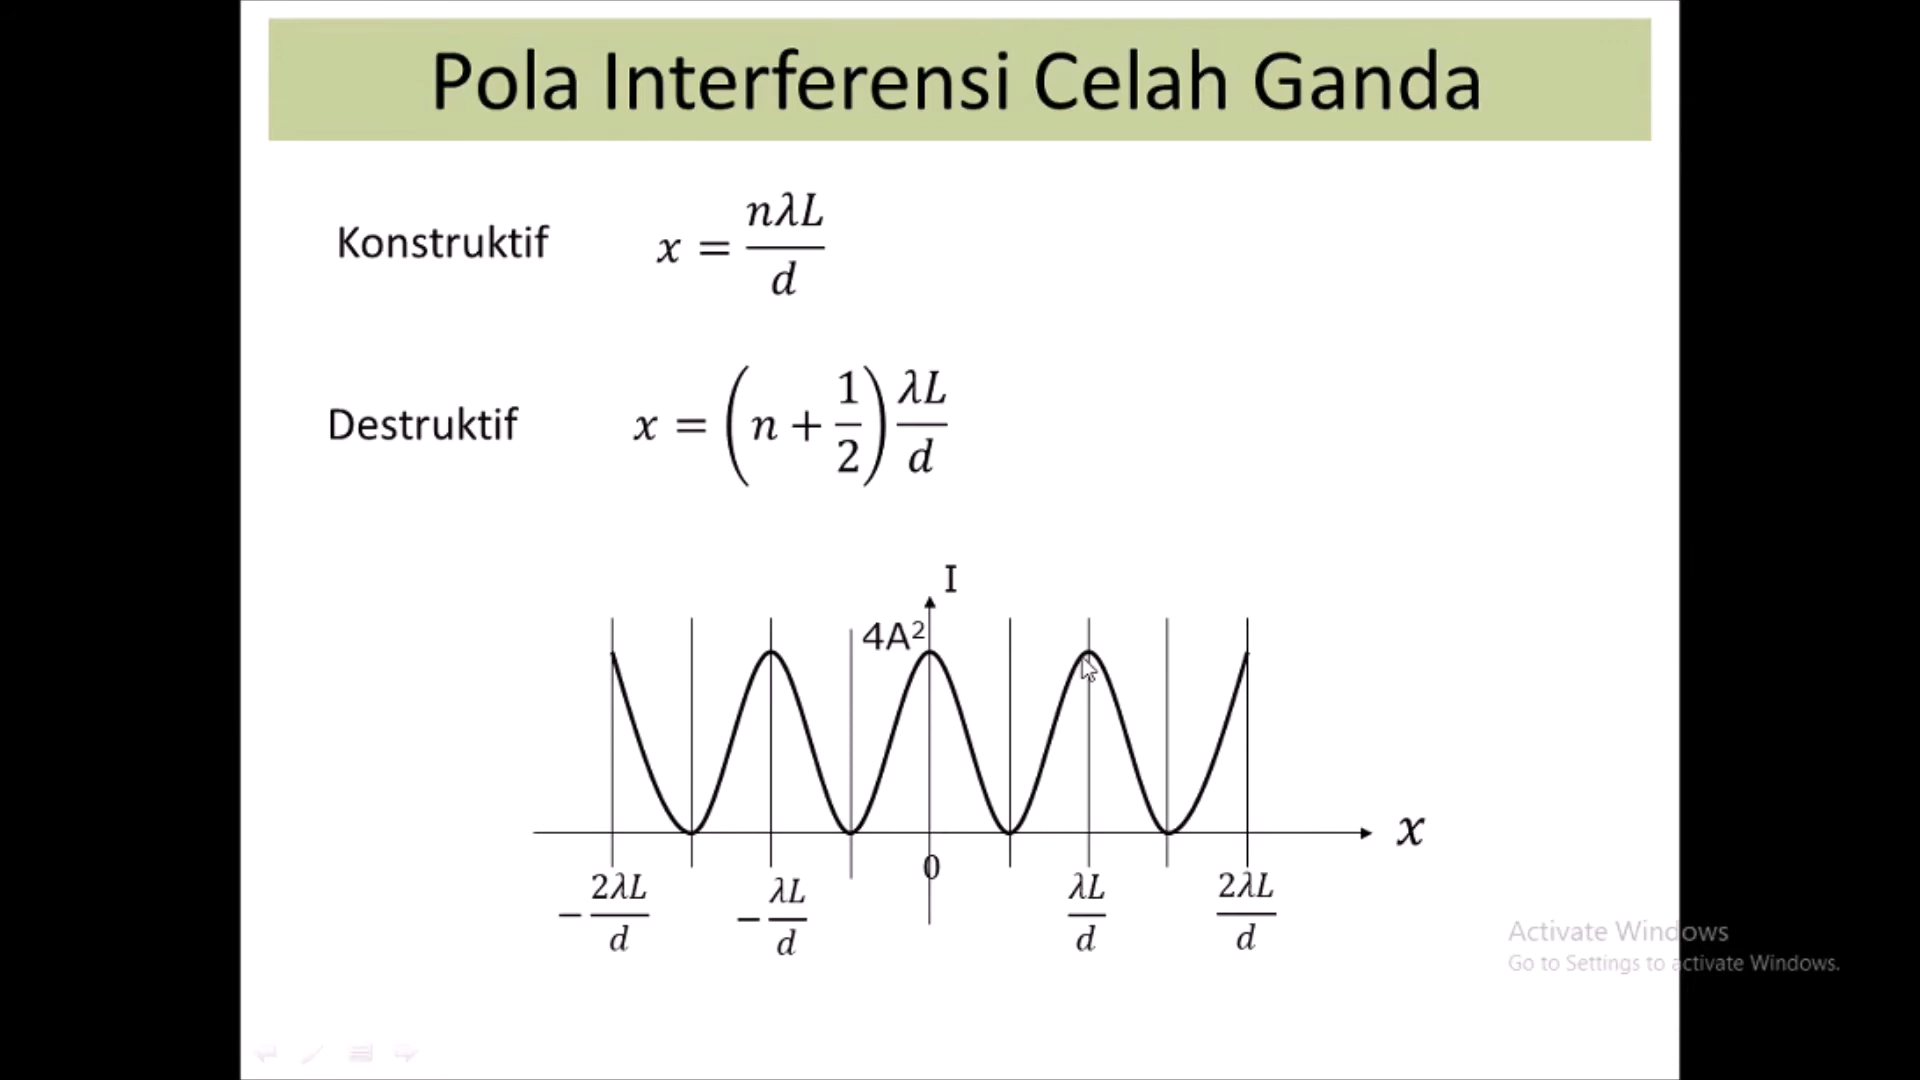 Pola Interferensi Celah Ganda
Konstruktif x = nλL/d
Destruktif x = (n + 1/2) λL/d
I
4A²
x
0
−2λL/d −λL/d λL/d 2λL/d
Activate Windows
Go to Settings to activate Windows.